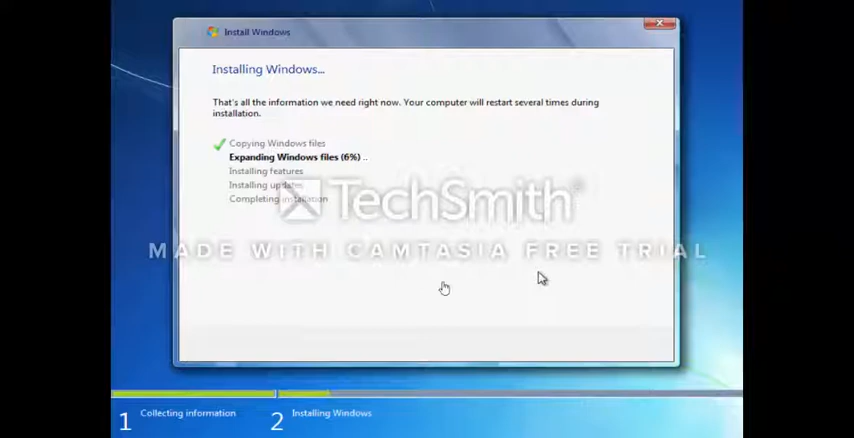 Install Windows
Installing Windows...
That's all the information we need right now. Your computer will restart several times during
installation.
Copying Windows files
Expanding Windows files (6%) ..
Installing features
Installing updates
Completing installation
TechSmith®
MADE WITH CAMTASIA FREE TRIAL
1 Collecting information
2 Installing Windows